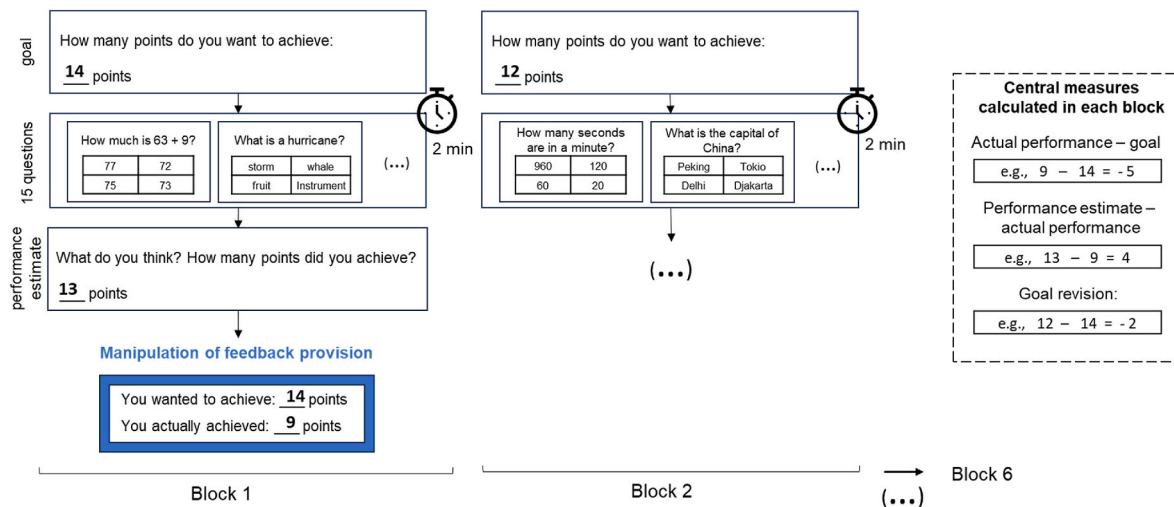 goal
How many points do you want to achieve:
14 points
15 questions
How much is 63 + 9?
77 72
75 73
What is a hurricane?
storm whale
fruit Instrument
(...)
2 min
performance
estimate
What do you think? How many points did you achieve?
13 points
Manipulation of feedback provision
You wanted to achieve: 14 points
You actually achieved: 9 points
Block 1
How many points do you want to achieve:
12 points
How many seconds
are in a minute?
960 120
60 20
What is the capital of
China?
Peking Tokio
Delhi Djakarta
(...)
2 min
(...)
Block 2
(...)
Block 6
Central measures
calculated in each block
Actual performance – goal
e.g., 9 – 14 = - 5
Performance estimate –
actual performance
e.g., 13 – 9 = 4
Goal revision:
e.g., 12 – 14 = - 2